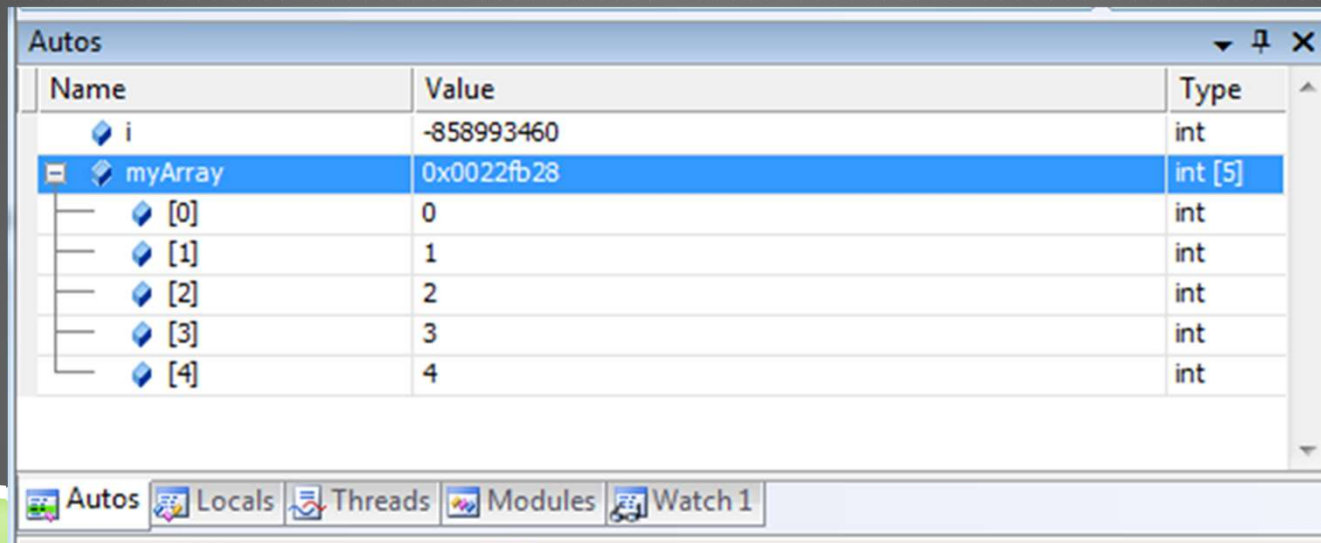 Autos
Name Value Type
i -858993460 int
myArray 0x0022fb28 int [5]
[0] 0 int
[1] 1 int
[2] 2 int
[3] 3 int
[4] 4 int
Autos Locals Threads Modules Watch 1